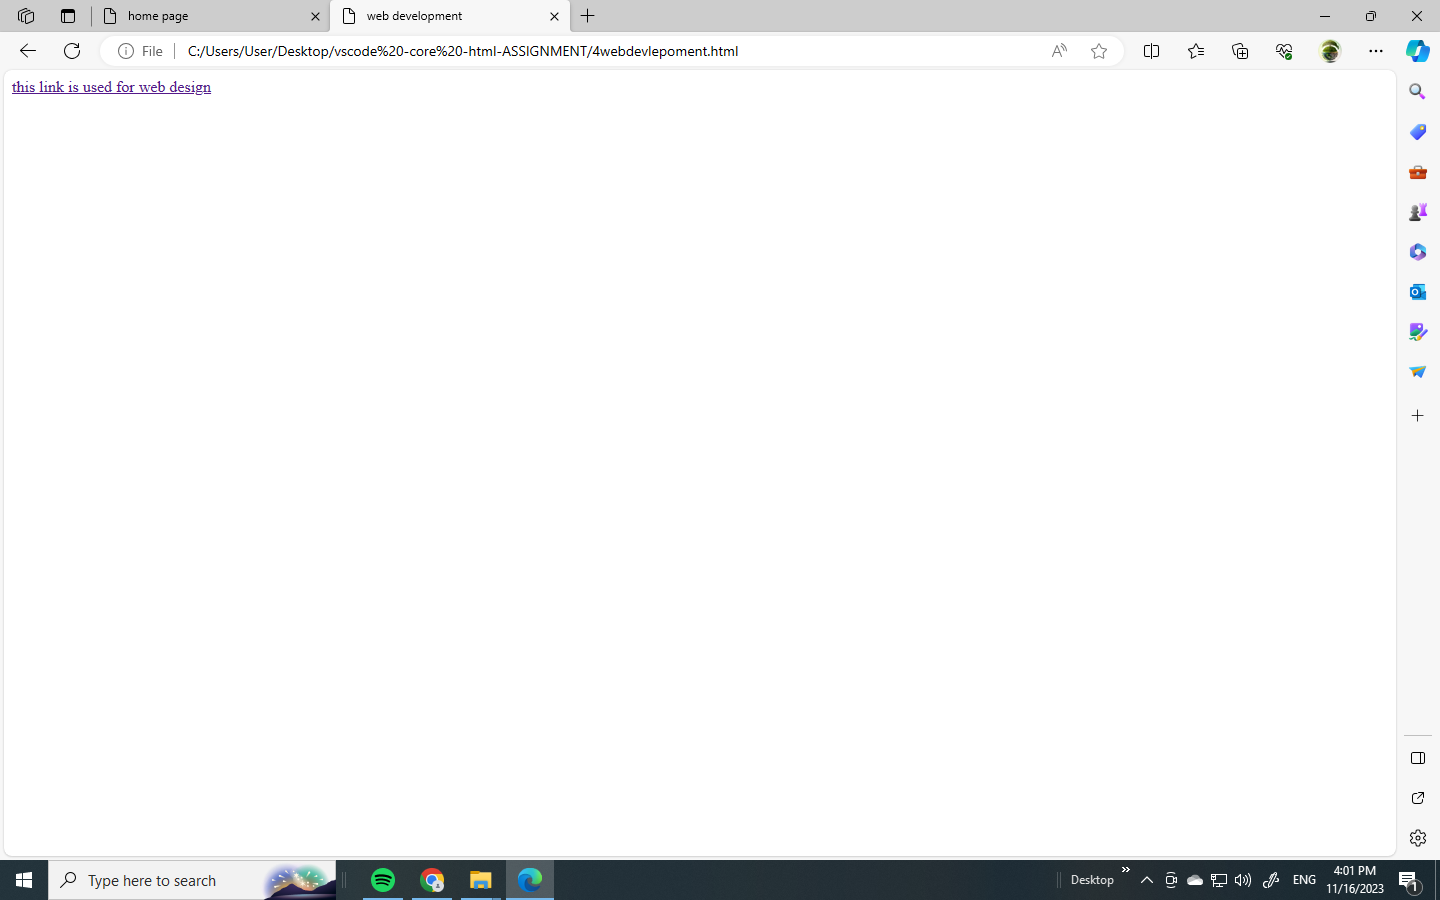 home page
web development
File
C:/Users/User/Desktop/vscode%20-core%20-html-ASSIGNMENT/4webdevlepoment.html
this link is used for web design
Type here to search
Desktop
ENG
4:01 PM
11/16/2023
1